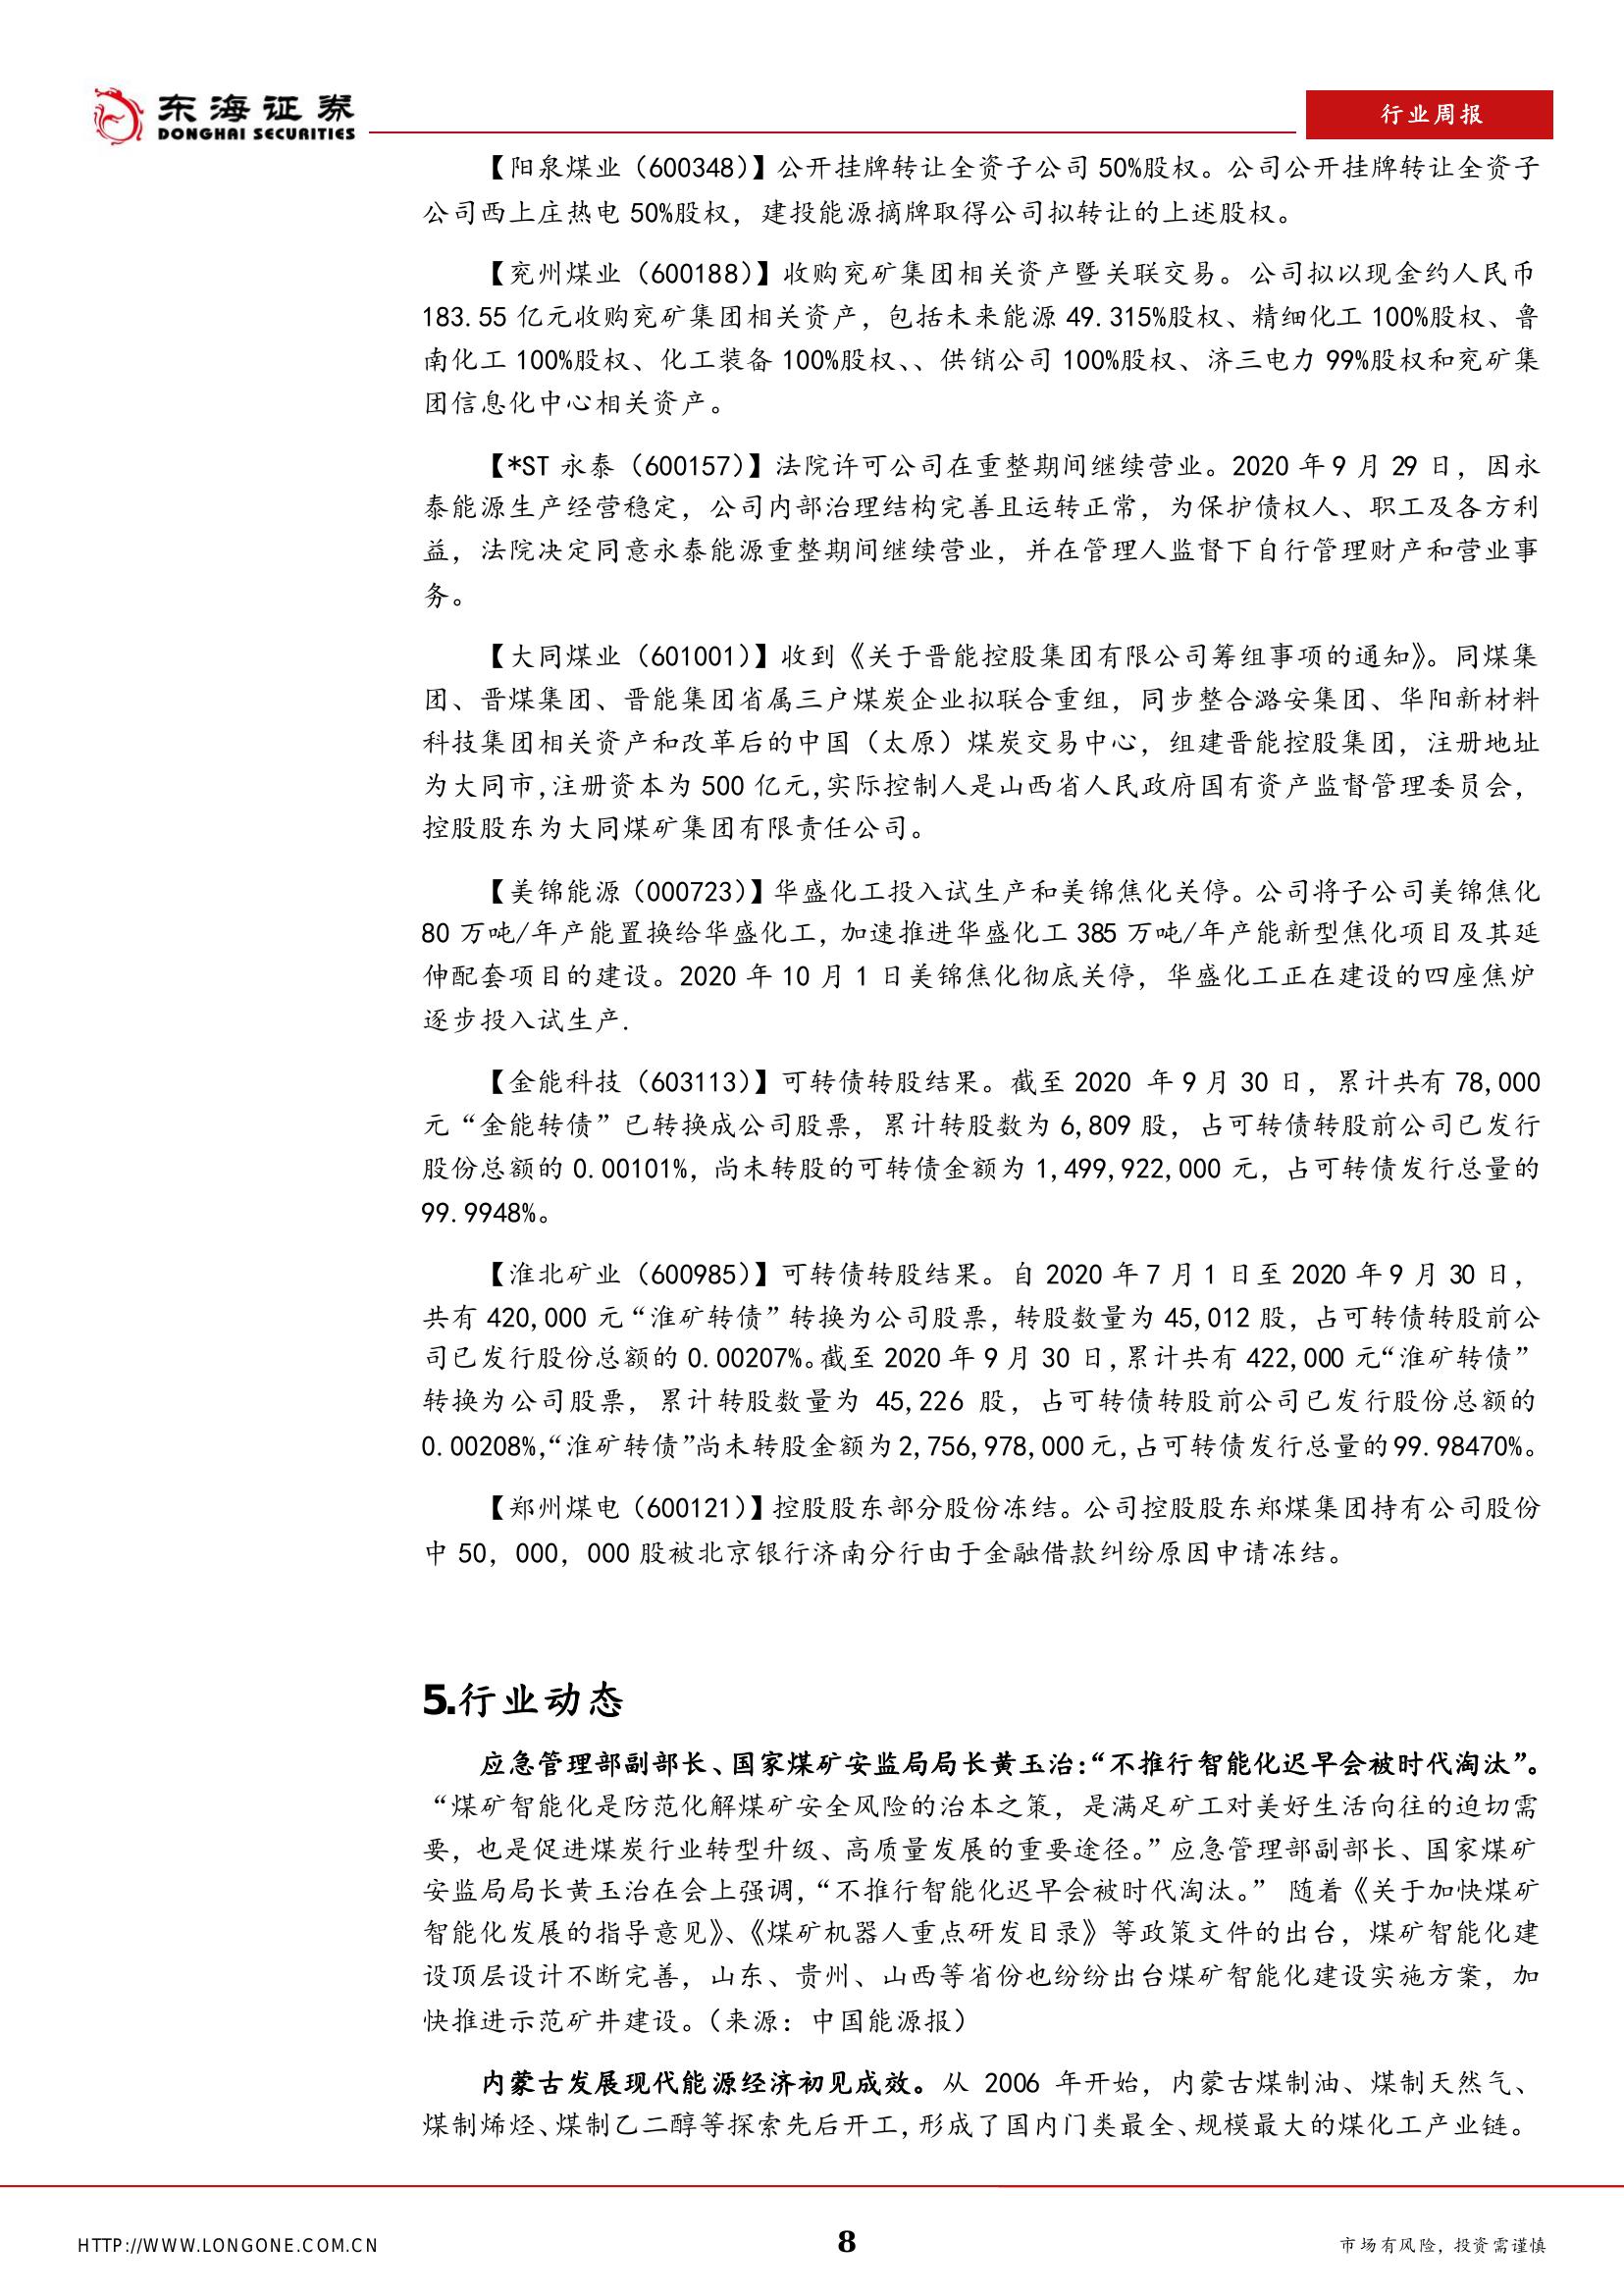 东海证券
DONGHAI SECURITIES
行业周报
【阳泉煤业（600348）】公开挂牌转让全资子公司 50%股权。公司公开挂牌转让全资子
公司西上庄热电 50%股权，建投能源摘牌取得公司拟转让的上述股权。
【兖州煤业（600188）】收购兖矿集团相关资产暨关联交易。公司拟以现金约人民币
183.55 亿元收购兖矿集团相关资产，包括未来能源 49.315%股权、精细化工 100%股权、鲁
南化工 100%股权、化工装备 100%股权、、供销公司 100%股权、济三电力 99%股权和兖矿集
团信息化中心相关资产。
【*ST 永泰（600157）】法院许可公司在重整期间继续营业。2020 年 9 月 29 日，因永
泰能源生产经营稳定，公司内部治理结构完善且运转正常，为保护债权人、职工及各方利
益，法院决定同意永泰能源重整期间继续营业，并在管理人监督下自行管理财产和营业事
务。
【大同煤业（601001）】收到《关于晋能控股集团有限公司筹组事项的通知》。同煤集
团、晋煤集团、晋能集团省属三户煤炭企业拟联合重组，同步整合潞安集团、华阳新材料
科技集团相关资产和改革后的中国（太原）煤炭交易中心，组建晋能控股集团，注册地址
为大同市,注册资本为 500 亿元,实际控制人是山西省人民政府国有资产监督管理委员会，
控股股东为大同煤矿集团有限责任公司。
【美锦能源（000723）】华盛化工投入试生产和美锦焦化关停。公司将子公司美锦焦化
80 万吨/年产能置换给华盛化工，加速推进华盛化工 385 万吨/年产能新型焦化项目及其延
伸配套项目的建设。2020 年 10 月 1 日美锦焦化彻底关停，华盛化工正在建设的四座焦炉
逐步投入试生产.
【金能科技（603113）】可转债转股结果。截至 2020 年 9 月 30 日，累计共有 78,000
元“金能转债”已转换成公司股票，累计转股数为 6,809 股，占可转债转股前公司已发行
股份总额的 0.00101%，尚未转股的可转债金额为 1,499,922,000 元，占可转债发行总量的
99.9948%。
【淮北矿业（600985）】可转债转股结果。自 2020 年 7 月 1 日至 2020 年 9 月 30 日，
共有 420,000 元“淮矿转债”转换为公司股票，转股数量为 45,012 股，占可转债转股前公
司已发行股份总额的 0.00207%。截至 2020 年 9 月 30 日,累计共有 422,000 元“淮矿转债”
转换为公司股票，累计转股数量为 45,226 股，占可转债转股前公司已发行股份总额的
0.00208%,“淮矿转债”尚未转股金额为 2,756,978,000 元,占可转债发行总量的 99.98470%。
【郑州煤电（600121）】控股股东部分股份冻结。公司控股股东郑煤集团持有公司股份
中 50，000，000 股被北京银行济南分行由于金融借款纠纷原因申请冻结。
5.行业动态
应急管理部副部长、国家煤矿安监局局长黄玉治:“不推行智能化迟早会被时代淘汰”。
“煤矿智能化是防范化解煤矿安全风险的治本之策，是满足矿工对美好生活向往的迫切需
要，也是促进煤炭行业转型升级、高质量发展的重要途径。”应急管理部副部长、国家煤矿
安监局局长黄玉治在会上强调，“不推行智能化迟早会被时代淘汰。” 随着《关于加快煤矿
智能化发展的指导意见》、《煤矿机器人重点研发目录》等政策文件的出台，煤矿智能化建
设顶层设计不断完善，山东、贵州、山西等省份也纷纷出台煤矿智能化建设实施方案，加
快推进示范矿井建设。（来源：中国能源报）
内蒙古发展现代能源经济初见成效。从 2006 年开始，内蒙古煤制油、煤制天然气、
煤制烯烃、煤制乙二醇等探索先后开工,形成了国内门类最全、规模最大的煤化工产业链。
HTTP://WWW.LONGONE.COM.CN
8
市场有风险，投资需谨慎